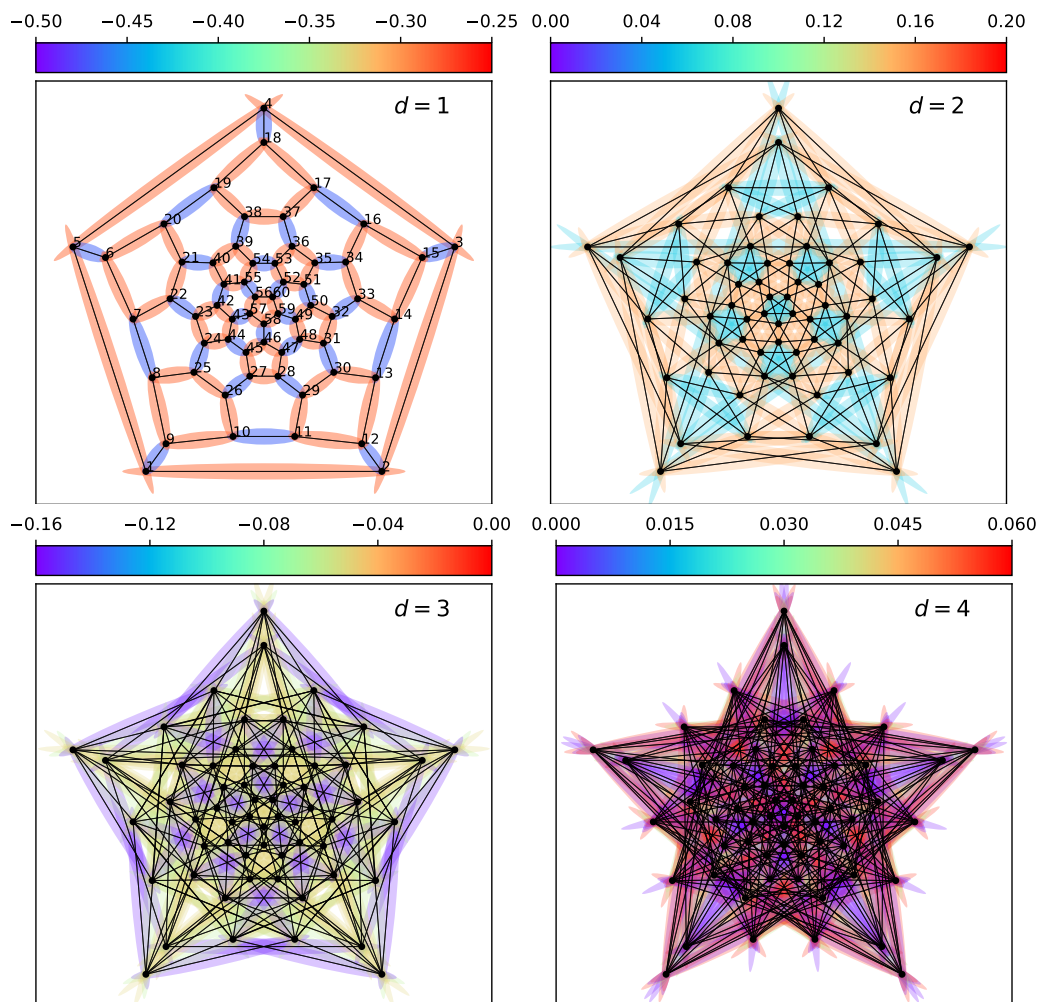 −0.50 −0.45 −0.40 −0.35 −0.30 −0.25
0.00 0.04 0.08 0.12 0.16 0.20
d = 1
d = 2
4
18
19 17
20 16
38 37
5 3
6 39 36 15
21 40 54 53 35 34
41 55 52 51
22 42 56 60 50 33
7 23 43 57 59 49 32 14
58
24 44 46 48 31
45 47
8 25 27 28 30 13
26 29
9 10 11 12
1 2
−0.16 −0.12 −0.08 −0.04 0.00
0.000 0.015 0.030 0.045 0.060
d = 3
d = 4